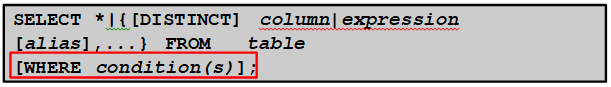 SELECT *|{[DISTINCT] column|expression
[alias],...} FROM table
[WHERE condition(s)];